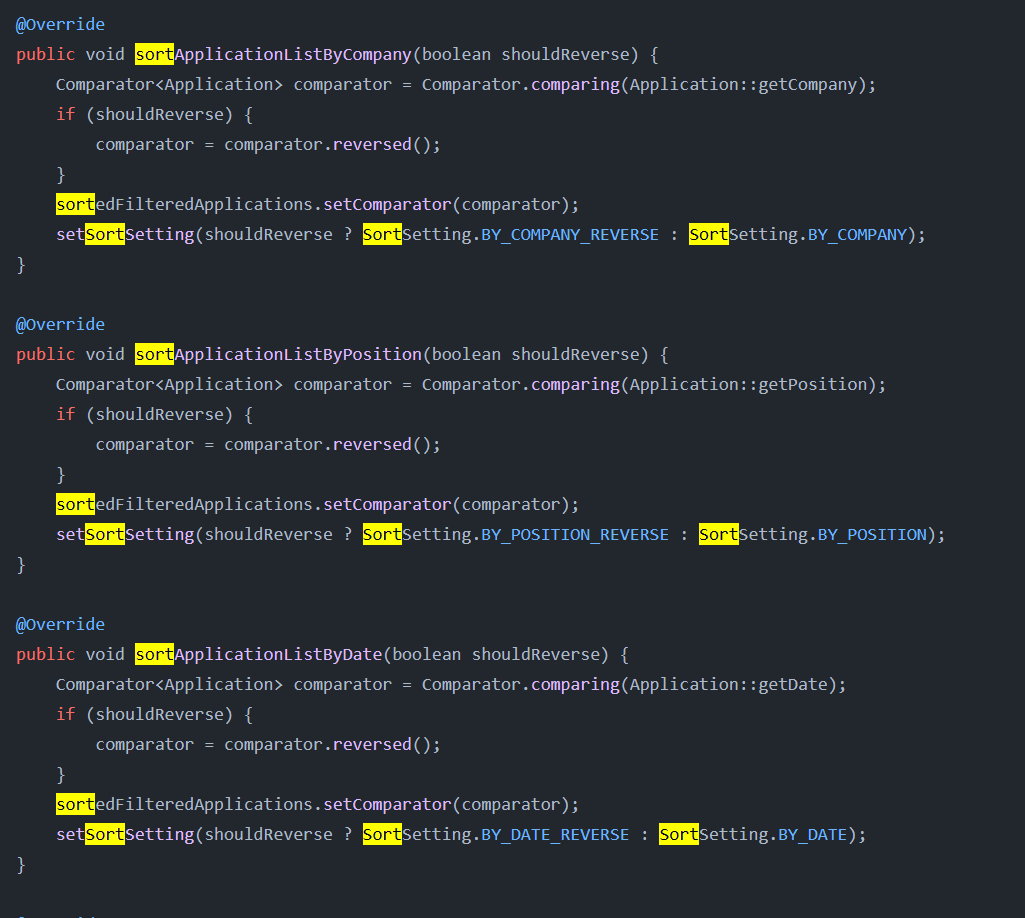 @Override
public void sortApplicationListByCompany(boolean shouldReverse) {
    Comparator<Application> comparator = Comparator.comparing(Application::getCompany);
    if (shouldReverse) {
        comparator = comparator.reversed();
    }
    sortedFilteredApplications.setComparator(comparator);
    setSortSetting(shouldReverse ? SortSetting.BY_COMPANY_REVERSE : SortSetting.BY_COMPANY);
}

@Override
public void sortApplicationListByPosition(boolean shouldReverse) {
    Comparator<Application> comparator = Comparator.comparing(Application::getPosition);
    if (shouldReverse) {
        comparator = comparator.reversed();
    }
    sortedFilteredApplications.setComparator(comparator);
    setSortSetting(shouldReverse ? SortSetting.BY_POSITION_REVERSE : SortSetting.BY_POSITION);
}

@Override
public void sortApplicationListByDate(boolean shouldReverse) {
    Comparator<Application> comparator = Comparator.comparing(Application::getDate);
    if (shouldReverse) {
        comparator = comparator.reversed();
    }
    sortedFilteredApplications.setComparator(comparator);
    setSortSetting(shouldReverse ? SortSetting.BY_DATE_REVERSE : SortSetting.BY_DATE);
}